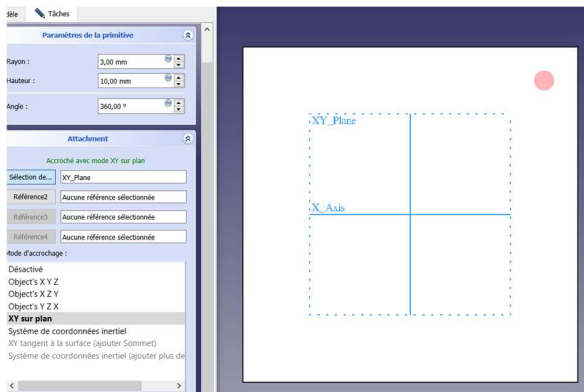 dèle Tâches
Paramètres de la primitive
Rayon : 3,00 mm
Hauteur : 10,00 mm
Angle : 360,00 °
Attachment
Accroché avec mode XY sur plan
Sélection de... XY_Plane
Référence2 Aucune référence sélectionnée
Référence3 Aucune référence sélectionnée
Référence4 Aucune référence sélectionnée
Mode d'accrochage :
Désactivé
Object's X Y Z
Object's X Z Y
Object's Y Z X
XY sur plan
Système de coordonnées inertiel
XY tangent à la surface (ajouter Sommet)
Système de coordonnées inertiel (ajouter plus de
XY_Plane
X_Axis